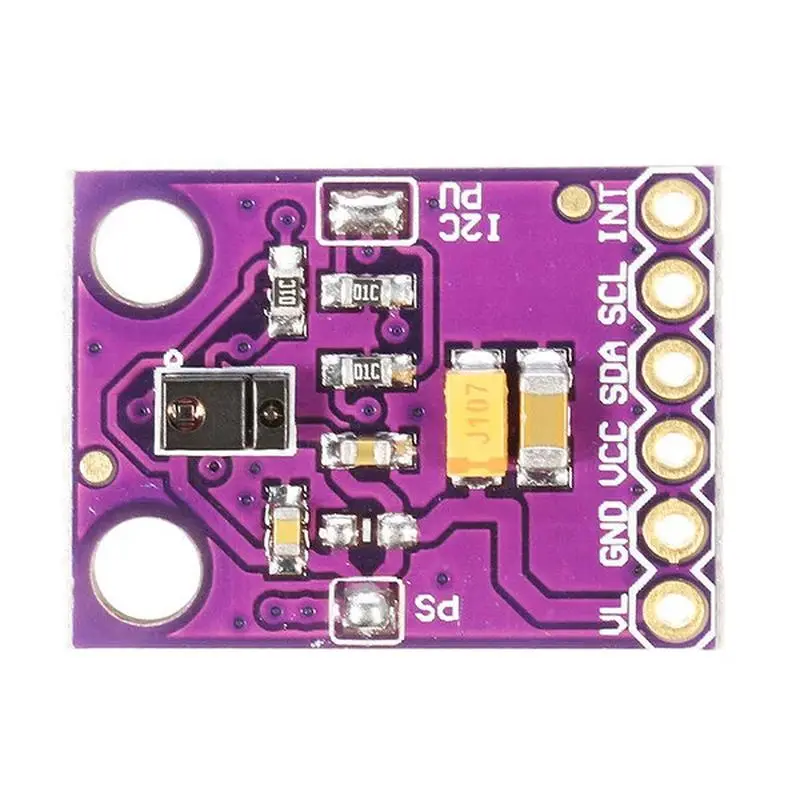 I2C
PU
INT
SCL
SDA
VCC
GND
VL
01C
01C
01C
J107
PS